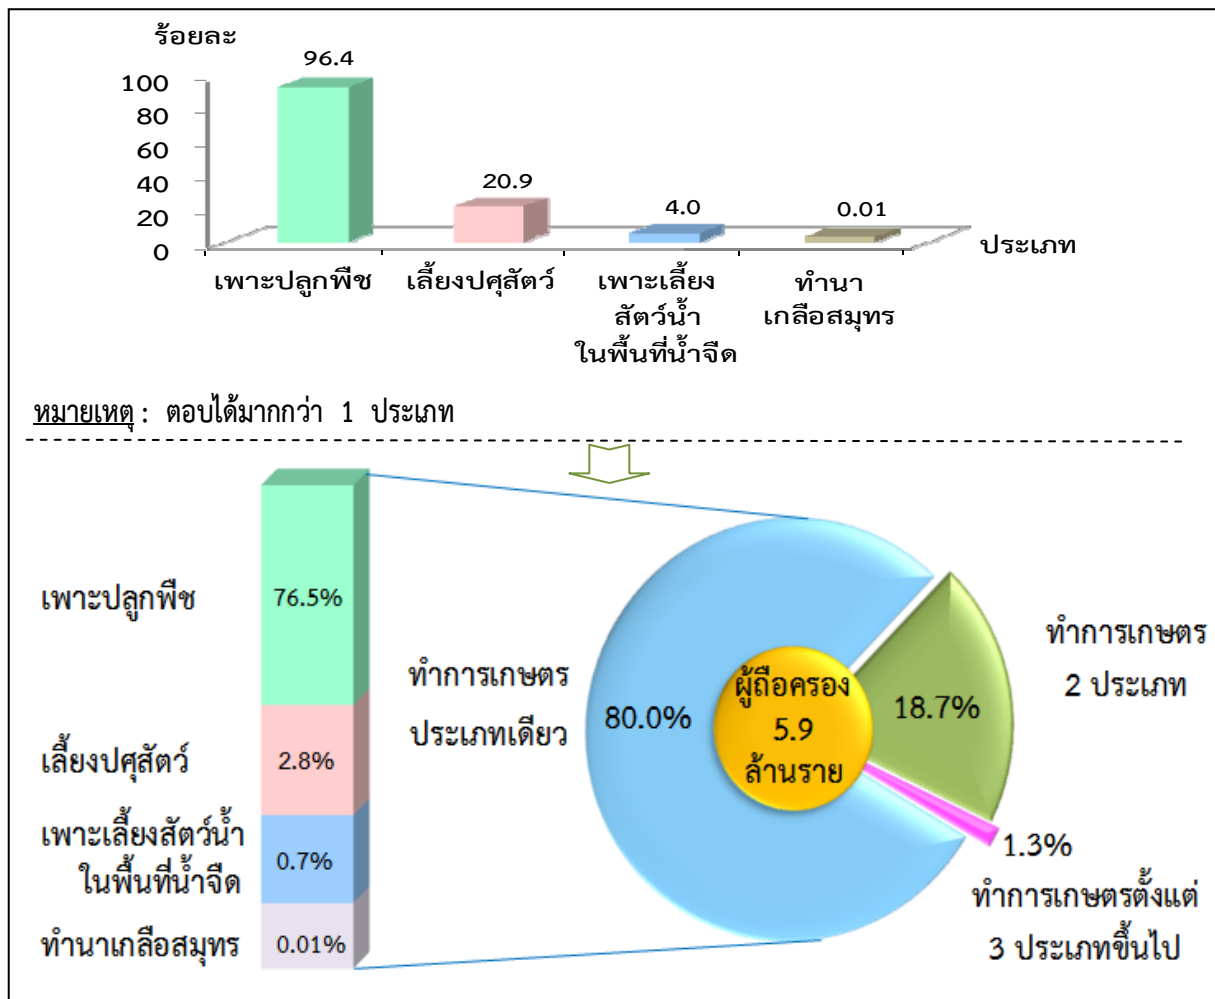 ร้อยละ
96.4
100
80
60
40
20
0
20.9
4.0
0.01
ประเภท
เพาะปลูกพืช
เลี้ยงปศุสัตว์
เพาะเลี้ยง
สัตว์น้ำ
ในพื้นที่น้ำจืด
ทำนา
เกลือสมุทร
หมายเหตุ : ตอบได้มากกว่า 1 ประเภท
เพาะปลูกพืช
76.5%
เลี้ยงปศุสัตว์
2.8%
เพาะเลี้ยงสัตว์น้ำ
ในพื้นที่น้ำจืด
0.7%
ทำนาเกลือสมุทร
0.01%
ทำการเกษตร
ประเภทเดียว
80.0%
ผู้ถือครอง
5.9
ล้านราย
18.7%
ทำการเกษตร
2 ประเภท
1.3%
ทำการเกษตรตั้งแต่
3 ประเภทขึ้นไป